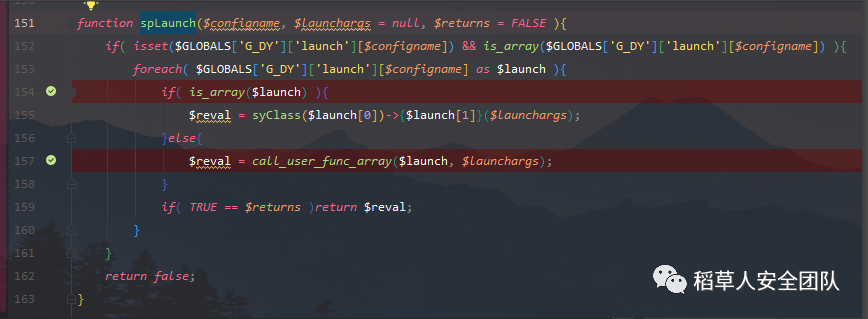 151 function spLaunch($configname, $launchargs = null, $returns = FALSE ){
152 if( isset($GLOBALS['G_DY']['launch'][$configname]) && is_array($GLOBALS['G_DY']['launch'][$configname]) ){
153 foreach( $GLOBALS['G_DY']['launch'][$configname] as $launch ){
154 if( is_array($launch) ){
155 $reval = syClass($launch[0])->{$launch[1]}($launchargs);
156 }else{
157 $reval = call_user_func_array($launch, $launchargs);
158 }
159 if( TRUE == $returns )return $reval;
160 }
161 }
162 return false;
163 }
稻草人安全团队